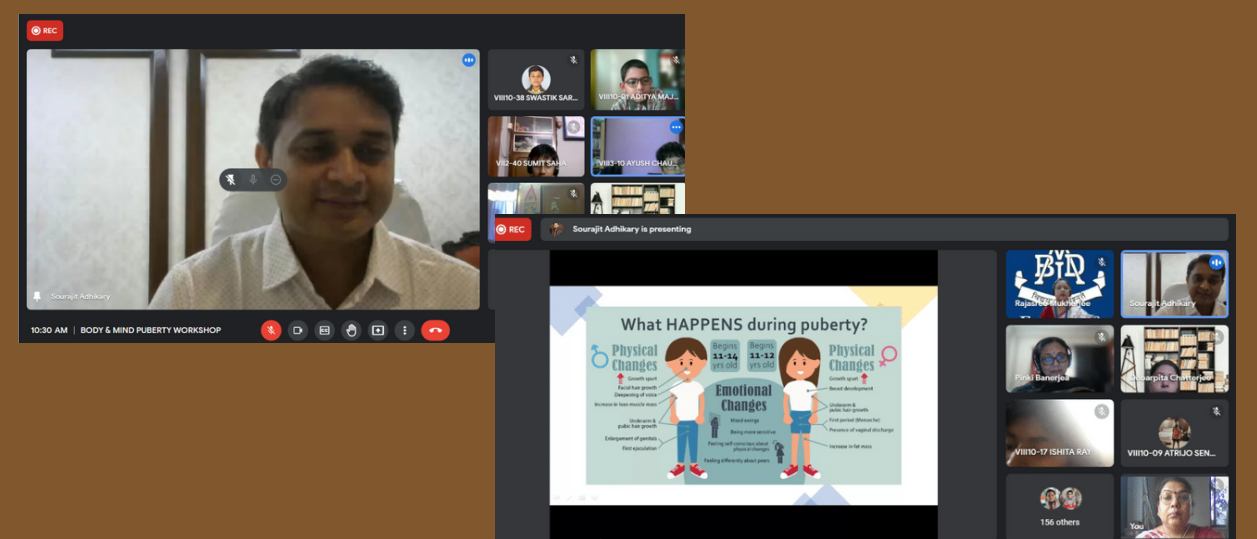 REC
VIII10-38 SWASTIK SAR...
VIII10-01 ADITYA MAJ...
VII2-40 SUMIT SAHA
VIII3-10 AYUSH CHAU...
Sourajit Adhikary
10:30 AM | BODY & MIND PUBERTY WORKSHOP
REC
Sourajit Adhikary is presenting
What HAPPENS during puberty?
Physical
Changes
Growth spurt
Facial hair growth
Deepening of voice
Increase in lean muscle mass
Underarm &
pubic hair growth
Enlargement of genitals
First ejaculation
Begins
11-14
yrs old
Begins
11-12
yrs old
Emotional
Changes
Mood swings
Being more sensitive
Feeling self-conscious about
physical changes
Feeling differently about peers
Physical
Changes
Growth spurt
Breast development
Underarm &
pubic hair growth
First period (Menarche)
Presence of vaginal discharge
Increase in fat mass
Rajasree Mukherjee
Sourajit Adhikary
Pinki Banerjea
Debarpita Chatterjee
VIII10-17 ISHITA RAY
VIII10-09 ATRIJO SEN...
156 others
You